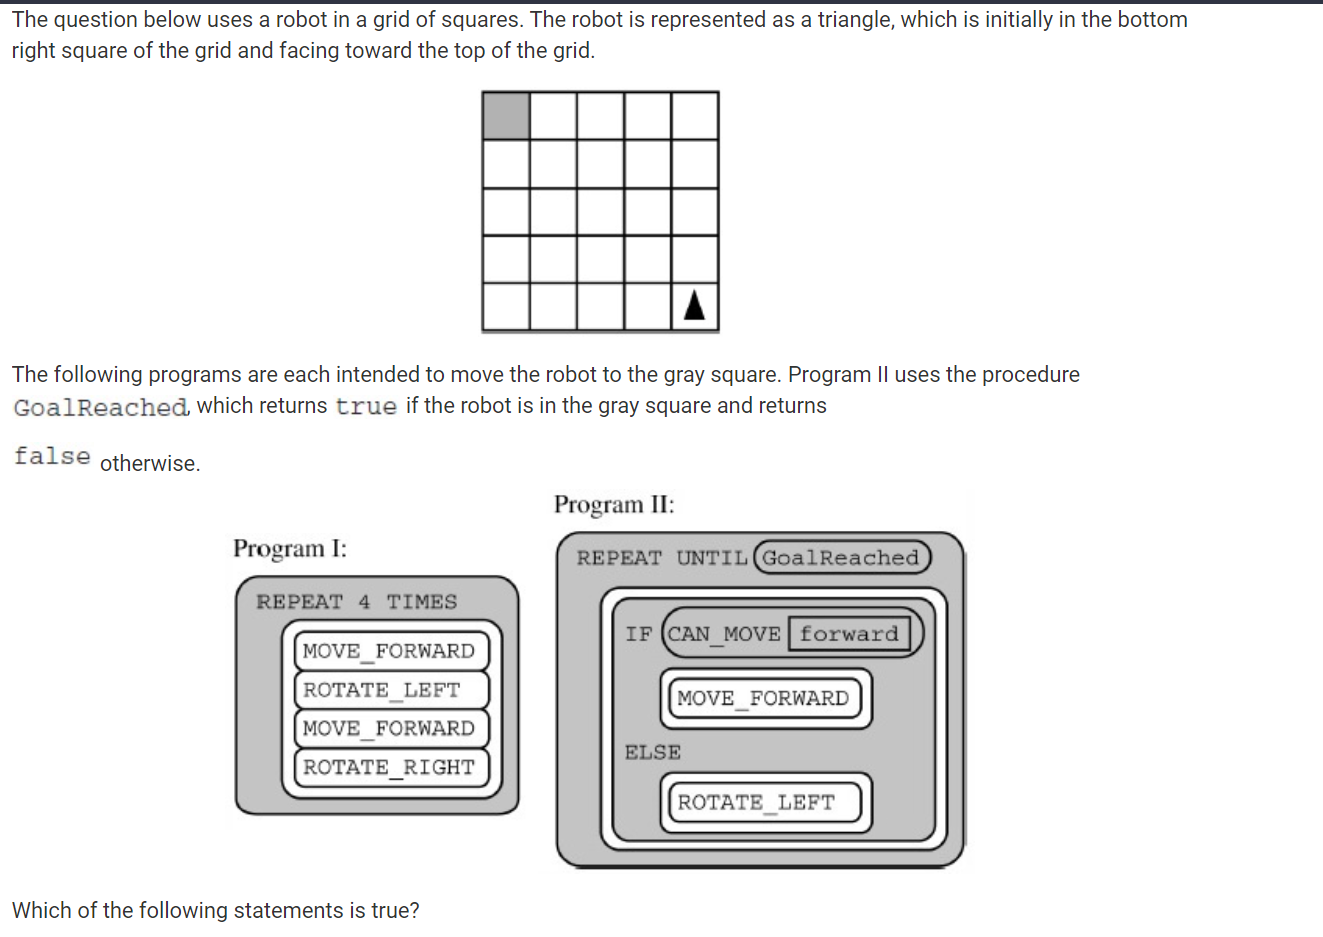 The question below uses a robot in a grid of squares. The robot is represented as a triangle, which is initially in the bottom
right square of the grid and facing toward the top of the grid.
The following programs are each intended to move the robot to the gray square. Program II uses the procedure
GoalReached, which returns true if the robot is in the gray square and returns
false otherwise.
Program I:
REPEAT 4 TIMES
MOVE_FORWARD
ROTATE_LEFT
MOVE_FORWARD
ROTATE_RIGHT
Program II:
REPEAT UNTIL GoalReached
IF CAN_MOVE forward
MOVE_FORWARD
ELSE
ROTATE_LEFT
Which of the following statements is true?